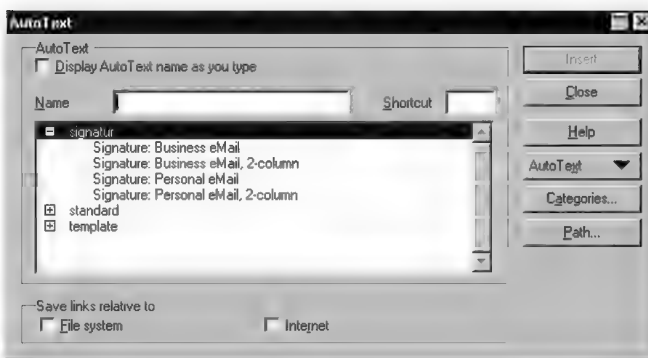 AutoText
AutoText
Display AutoText name as you type
Insert
Name
Shortcut
Close
signatur
Signature: Business eMail
Signature: Business eMail, 2-column
Signature: Personal eMail
Signature: Personal eMail, 2-column
standard
template
Help
AutoText
Categories...
Path...
Save links relative to
File system
Internet